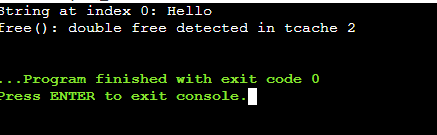 String at index 0: Hello
free(): double free detected in tcache 2
...Program finished with exit code 0
Press ENTER to exit console.